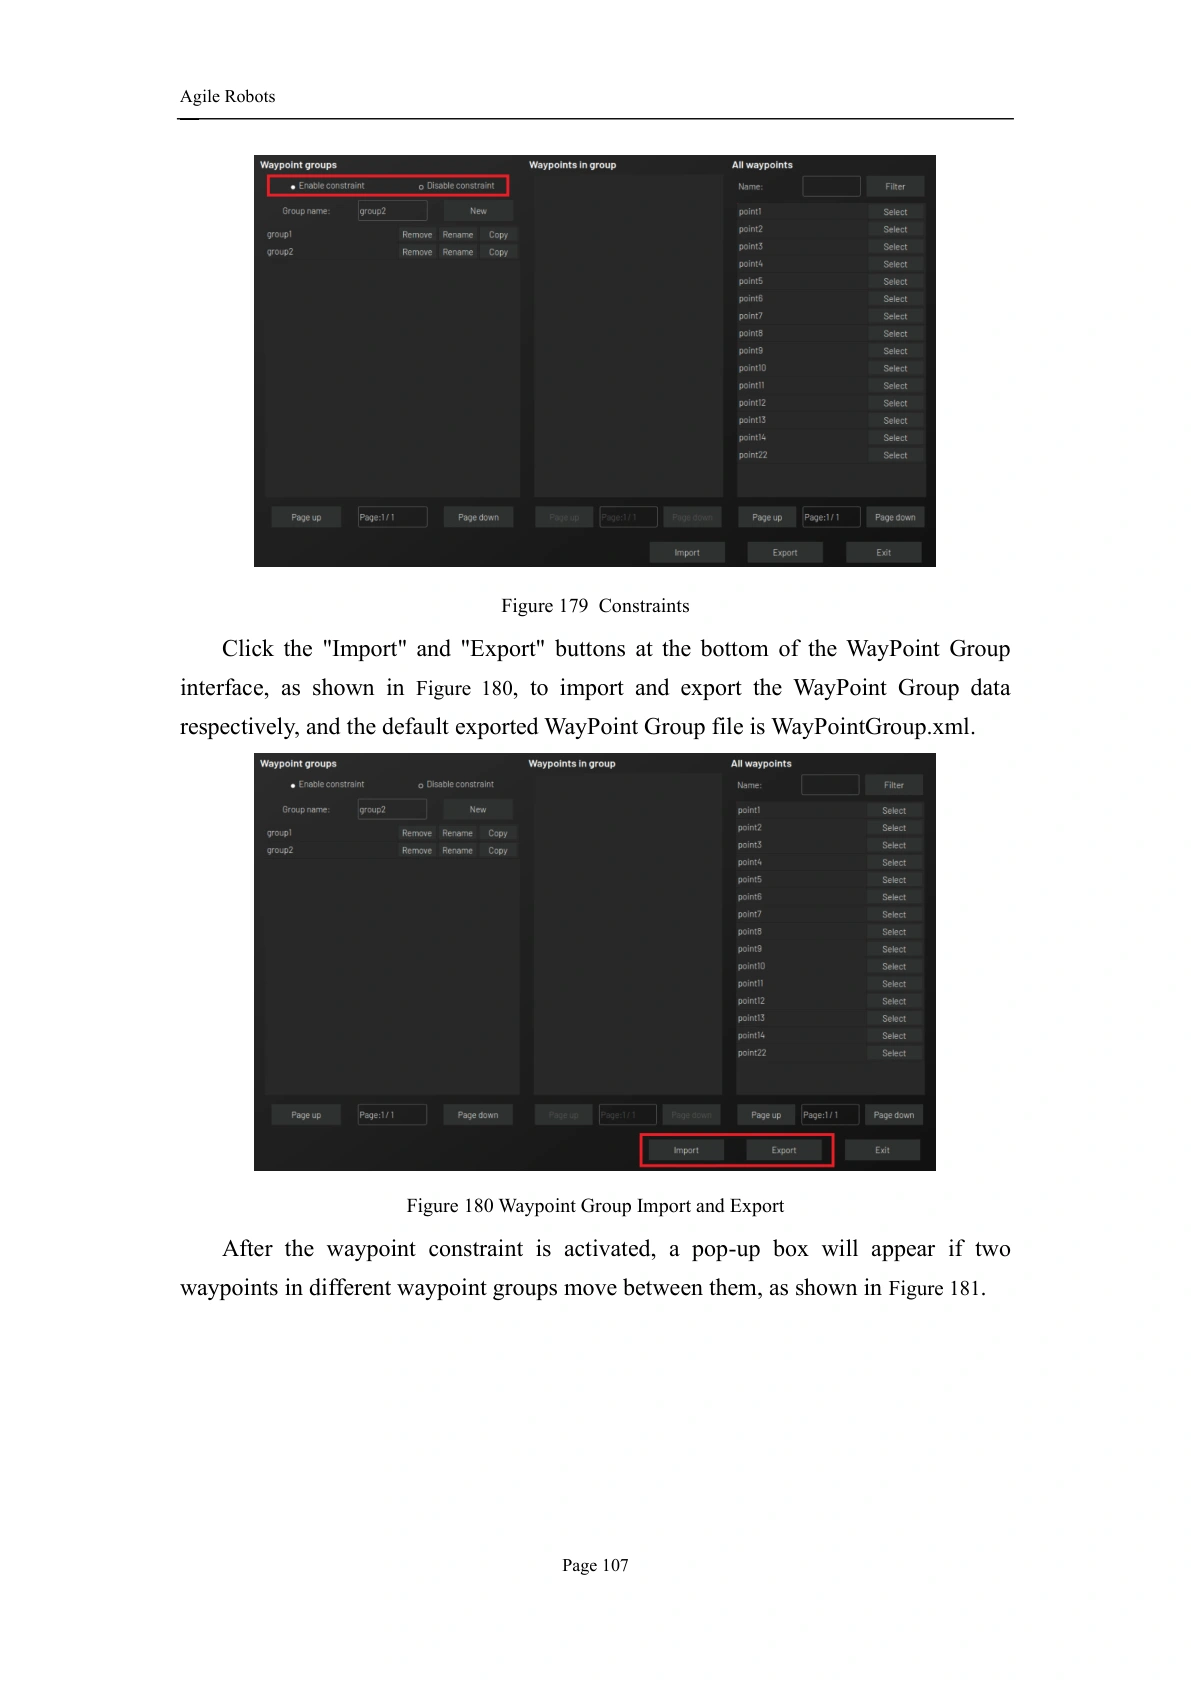 Agile Robots
Waypoint groups
Waypoints in group
All waypoints
Enable constraint
Disable constraint
Name:
Filter
Group name:
group2
New
group1
Remove
Rename
Copy
group2
Remove
Rename
Copy
point1
Select
point2
Select
point3
Select
point4
Select
point5
Select
point6
Select
point7
Select
point8
Select
point9
Select
point10
Select
point11
Select
point12
Select
point13
Select
point14
Select
point22
Select
Page up
Page:1/1
Page down
Page up
Page:1/1
Page down
Page up
Page:1/1
Page down
Import
Export
Exit
Figure 179  Constraints
Click the "Import" and "Export" buttons at the bottom of the WayPoint Group
interface, as shown in Figure 180, to import and export the WayPoint Group data
respectively, and the default exported WayPoint Group file is WayPointGroup.xml.
Waypoint groups
Waypoints in group
All waypoints
Enable constraint
Disable constraint
Name:
Filter
Group name:
group2
New
group1
Remove
Rename
Copy
group2
Remove
Rename
Copy
point1
Select
point2
Select
point3
Select
point4
Select
point5
Select
point6
Select
point7
Select
point8
Select
point9
Select
point10
Select
point11
Select
point12
Select
point13
Select
point14
Select
point22
Select
Page up
Page:1/1
Page down
Page up
Page:1/1
Page down
Page up
Page:1/1
Page down
Import
Export
Exit
Figure 180 Waypoint Group Import and Export
After the waypoint constraint is activated, a pop-up box will appear if two
waypoints in different waypoint groups move between them, as shown in Figure 181.
Page 107